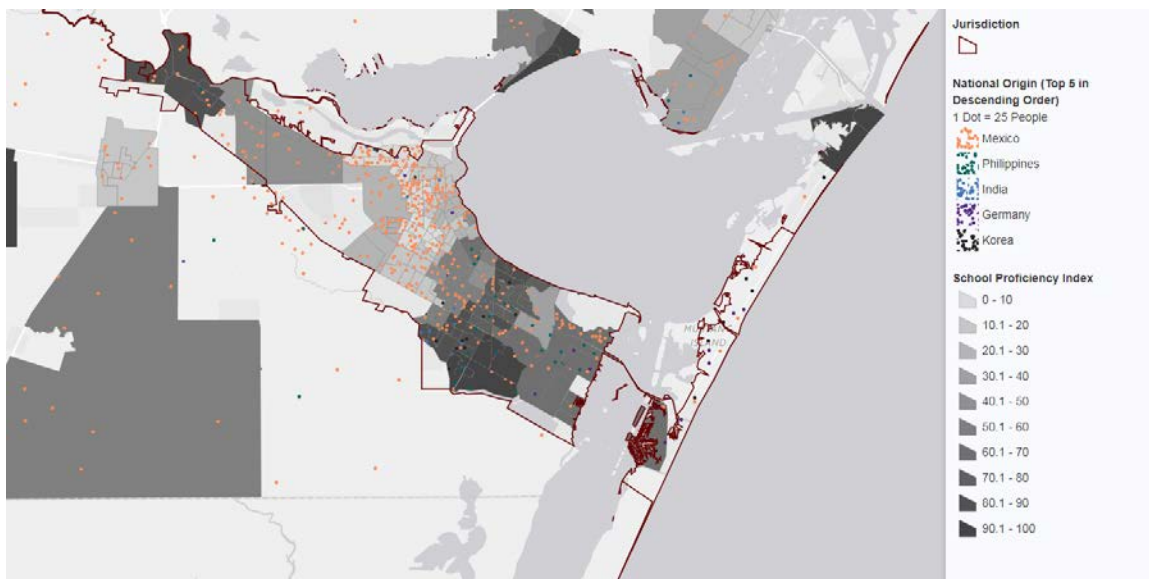 Jurisdiction
National Origin (Top 5 in
Descending Order)
1 Dot = 25 People
Mexico
Philippines
India
Germany
Korea
School Proficiency Index
0 - 10
10.1 - 20
20.1 - 30
30.1 - 40
40.1 - 50
50.1 - 60
60.1 - 70
70.1 - 80
80.1 - 90
90.1 - 100
ISLAND